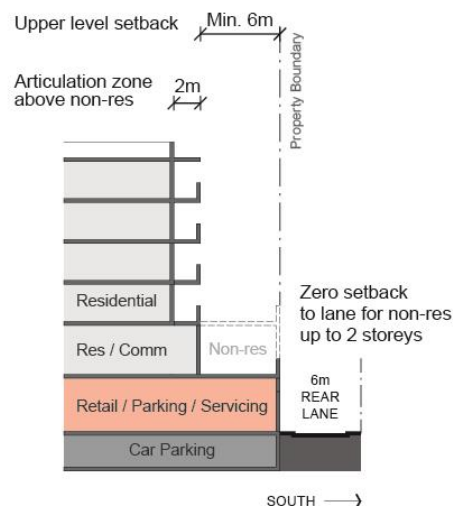 Upper level setback
Min. 6m
Articulation zone
above non-res
2m
Property Boundary
Residential
Res / Comm
Non-res
Zero setback
to lane for non-res
up to 2 storeys
Retail / Parking / Servicing
6m
REAR
LANE
Car Parking
SOUTH